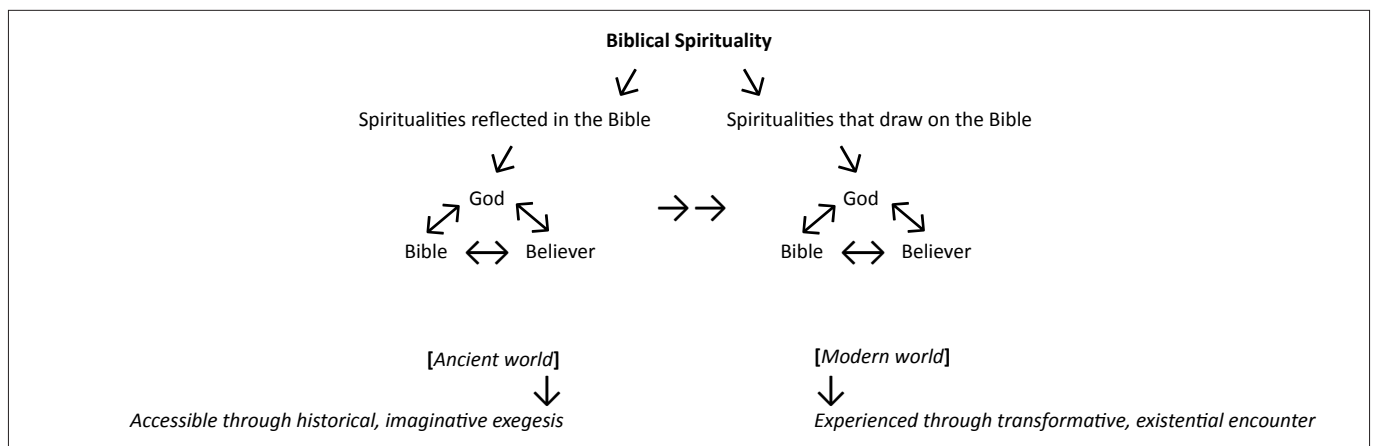 Biblical Spirituality
Spiritualities reflected in the Bible Spiritualities that draw on the Bible
God God
Bible Believer Bible Believer
[Ancient world] [Modern world]
Accessible through historical, imaginative exegesis Experienced through transformative, existential encounter